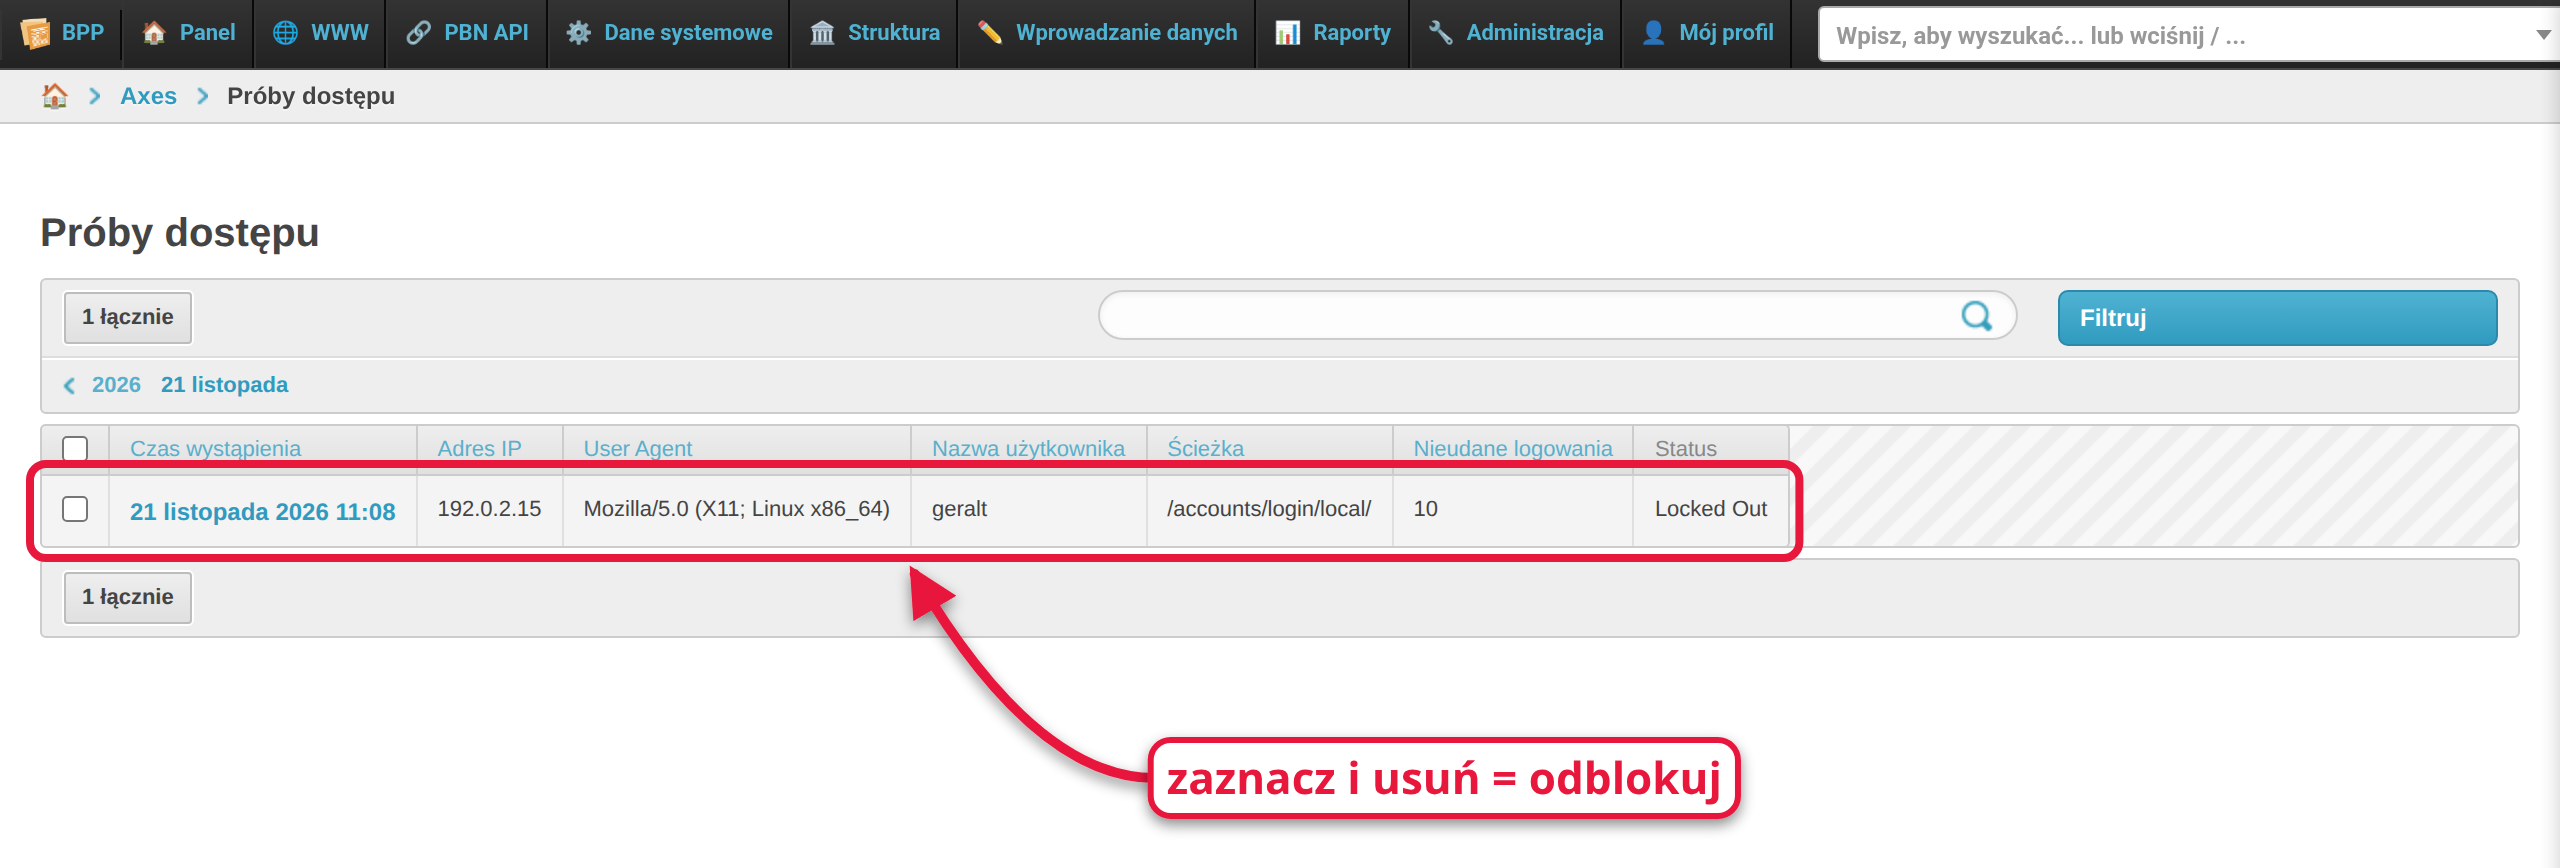 BPP Panel WWW PBN API Dane systemowe Struktura Wprowadzanie danych Raporty Administracja Mój profil Wpisz, aby wyszukać... lub wciśnij / ...
Axes Próby dostępu
Próby dostępu
1 łącznie Filtruj
2026 21 listopada
Czas wystąpienia Adres IP User Agent Nazwa użytkownika Ścieżka Nieudane logowania Status
21 listopada 2026 11:08 192.0.2.15 Mozilla/5.0 (X11; Linux x86_64) geralt /accounts/login/local/ 10 Locked Out
1 łącznie
zaznacz i usuń = odblokuj